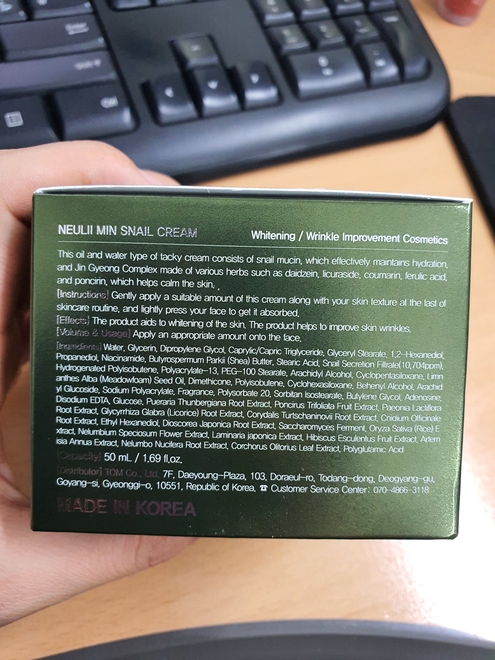 NEULII MIN SNAIL CREAM
Whitening / Wrinkle Improvement Cosmetics
This oil and water type of tacky cream consists of snail mucin, which effectively maintains hydration,
and Jin Gyeong Complex made of various herbs such as daidzein, licuraside, coumarin, ferulic acid,
and poncirin, which helps calm the skin.
[Instructions] Gently apply a suitable amount of this cream along with your skin texture at the last of
skincare routine, and lightly press your face to get it absorbed.
[Effects] The product aids to whitening of the skin. The product helps to improve skin wrinkles.
[Volume & Usage] Apply an appropriate amount onto the face.
[Ingredients] Water, Glycerin, Dipropylene Glycol, Caprylic/Capric Triglyceride, Glyceryl Stearate, 1,2-Hexanediol,
Propanediol, Niacinamide, Butyrospermum Parkii (Shea) Butter, Stearic Acid, Snail Secretion Filtrate(10,704ppm),
Hydrogenated Polyisobutene, Polyacrylate-13, PEG-100 Stearate, Arachidyl Alcohol, Cyclopentasiloxane, Limn
anthes Alba (Meadowfoam) Seed Oil, Dimethicone, Polyisobutene, Cyclohexasiloxane, Behenyl Alcohol, Arachid
yl Glucoside, Sodium Polyacrylate, Fragrance, Polysorbate 20, Sorbitan Isostearate, Butylene Glycol, Adenosine,
Disodium EDTA, Glucose, Pueraria Thunbergiana Root Extract, Poncirus Trifoliata Fruit Extract, Paeonia Lactiflora
Root Extract, Glycyrrhiza Glabra (Licorice) Root Extract, Corydalis Turtschaninovii Root Extract, Cnidium Officinale
Root Extract, Ethyl Hexanediol, Dioscorea Japonica Root Extract, Saccharomyces Ferment, Oryza Sativa (Rice) E
xtract, Nelumbium Speciosum Flower Extract, Laminaria japonica Extract, Hibiscus Esculentus Fruit Extract, Artem
isia Annua Extract, Nelumbo Nucifera Root Extract, Corchorus Olitorius Leaf Extract, Polyglutamic Acid
[Capacity] 50 mL / 1.69 fl.oz.
[Distributor] TOM Co., Ltd. 7F, Daeyoung-Plaza, 103, Doraeul-ro, Todang-dong, Deogyang-gu,
Goyang-si, Gyeonggi-o, 10551, Republic of Korea. ☎ Customer Service Center: 070-4866-3118
MADE IN KOREA